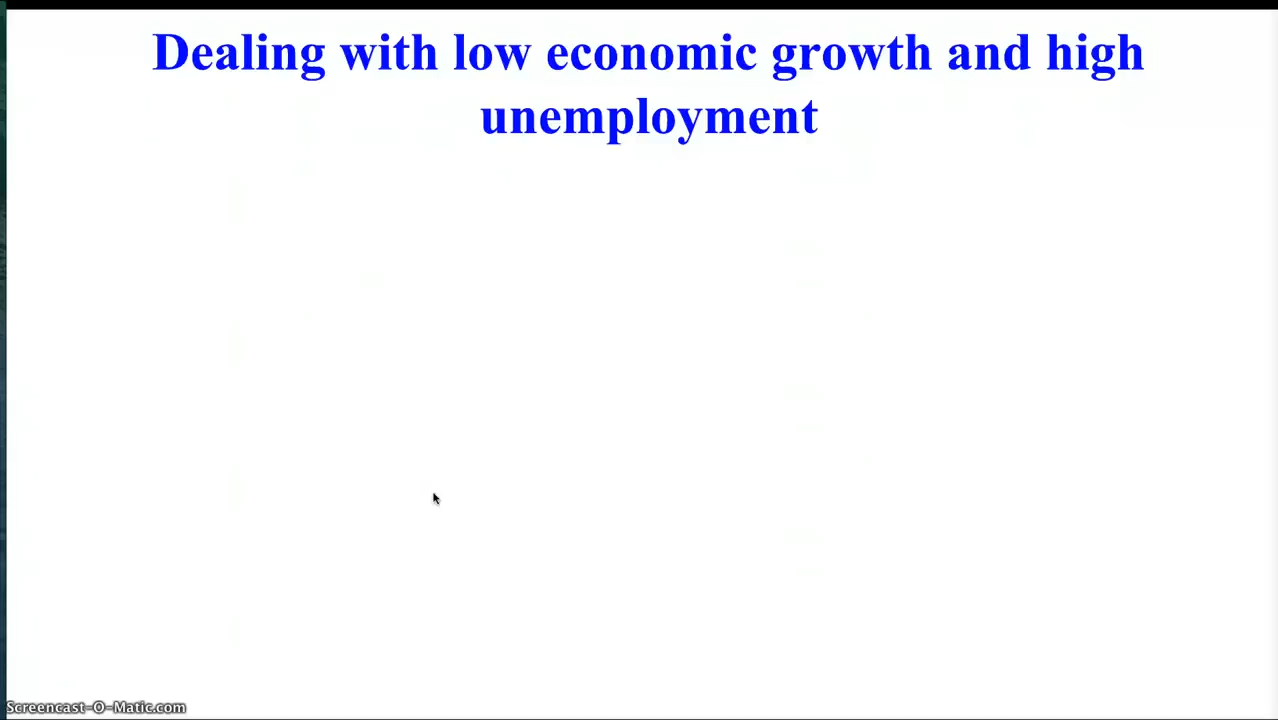 Dealing with low economic growth and high
unemployment
Screencast-O-Matic.com